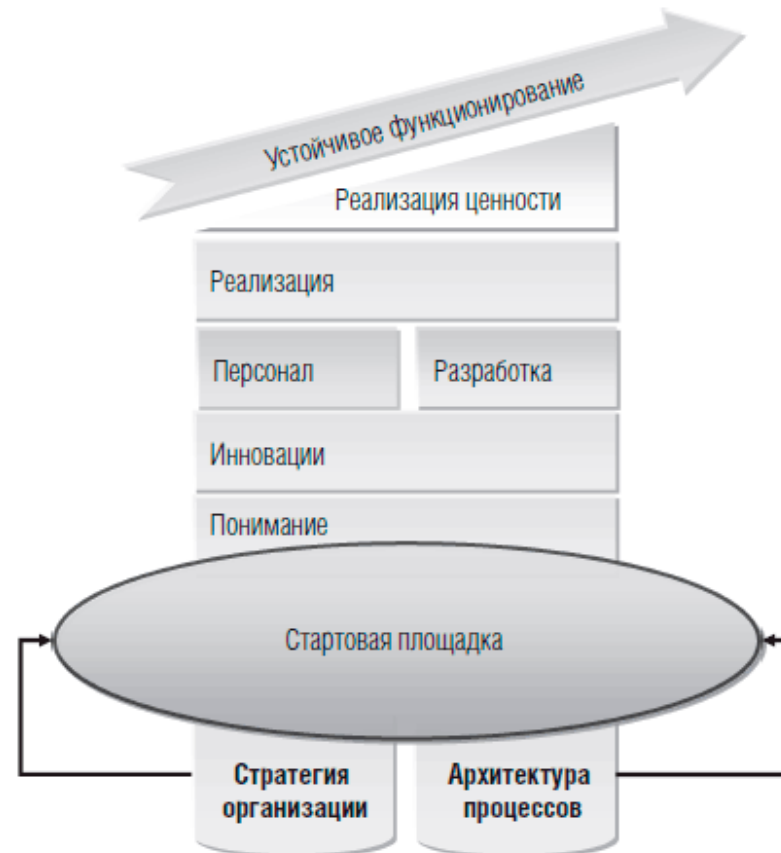 Устойчивое функционирование
Реализация ценности
Реализация
Персонал
Разработка
Инновации
Понимание
Стартовая площадка
Стратегия
организации
Архитектура
процессов